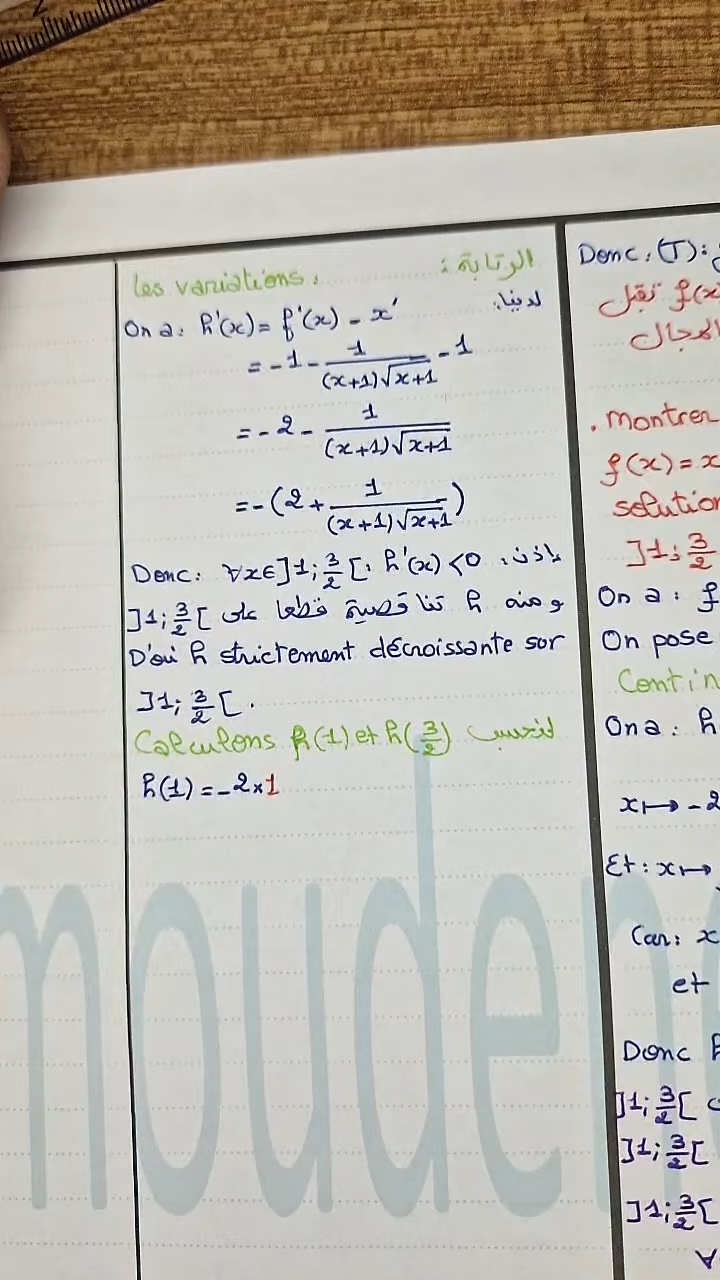 les variations. الرتابة:
On a: h'(x) = f'(x) - x' لدينا:
= -1 - 1/((x+1)√(x+1)) - 1
= -2 - 1/((x+1)√(x+1))
= -(2 + 1/((x+1)√(x+1)))
Donc: ∀x∈]1; 3/2[: h'(x) < 0 إذن:
ومنه h تناقصية قطعا على ]1; 3/2[
D'où h strictement décroissante sur
]1; 3/2[.
Calculons h(1) et h(3/2) لنحسب
h(1) = -2×1
Donc: (T):
f(x) تقبل
المجال
. montrer
f(x) = x
solution
]1; 3/2
On a: f
On pose
Contin
On a: h
x ↦ -2
Et: x ↦
Car: x
et
Donc h
]1; 3/2[
]1; 3/2[
]1; 3/2[
∀
moude